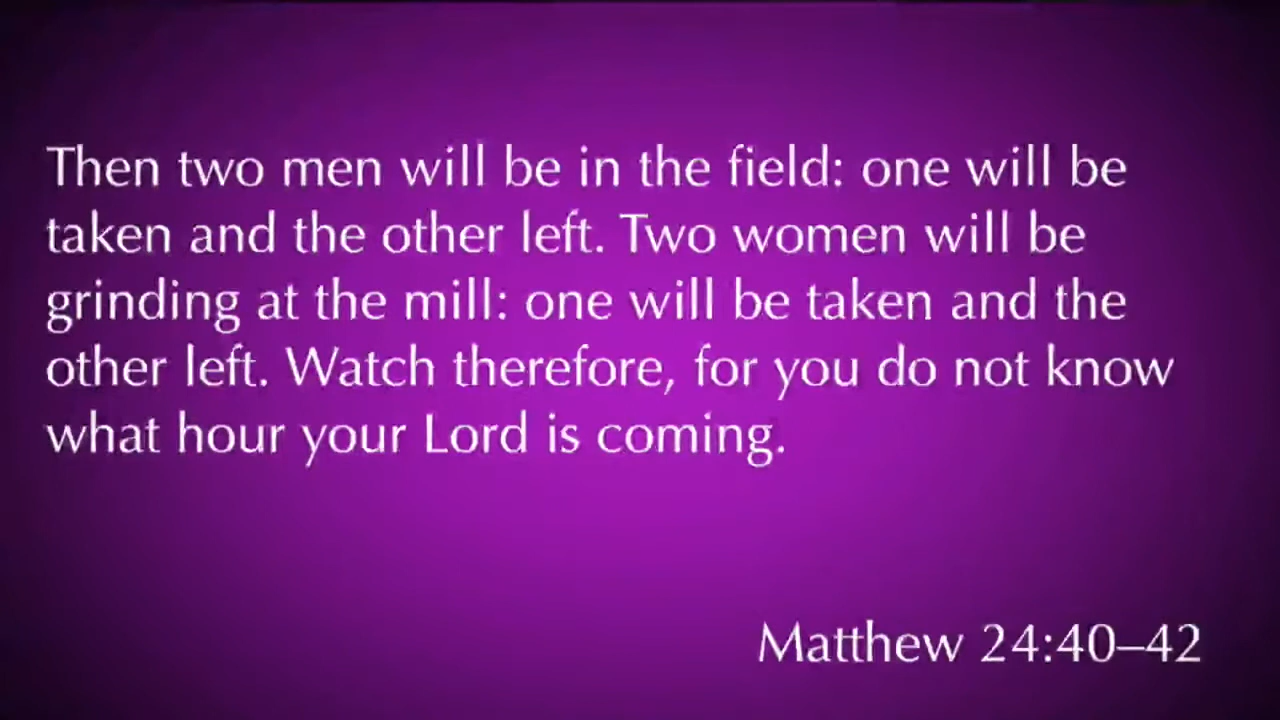 Then two men will be in the field: one will be
taken and the other left. Two women will be
grinding at the mill: one will be taken and the
other left. Watch therefore, for you do not know
what hour your Lord is coming.
Matthew 24:40–42